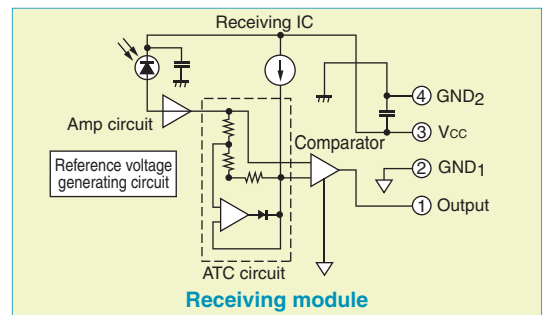 Receiving IC
Amp circuit
④ GND2
③ Vcc
Comparator
Reference voltage
generating circuit
② GND1
① Output
ATC circuit
Receiving module